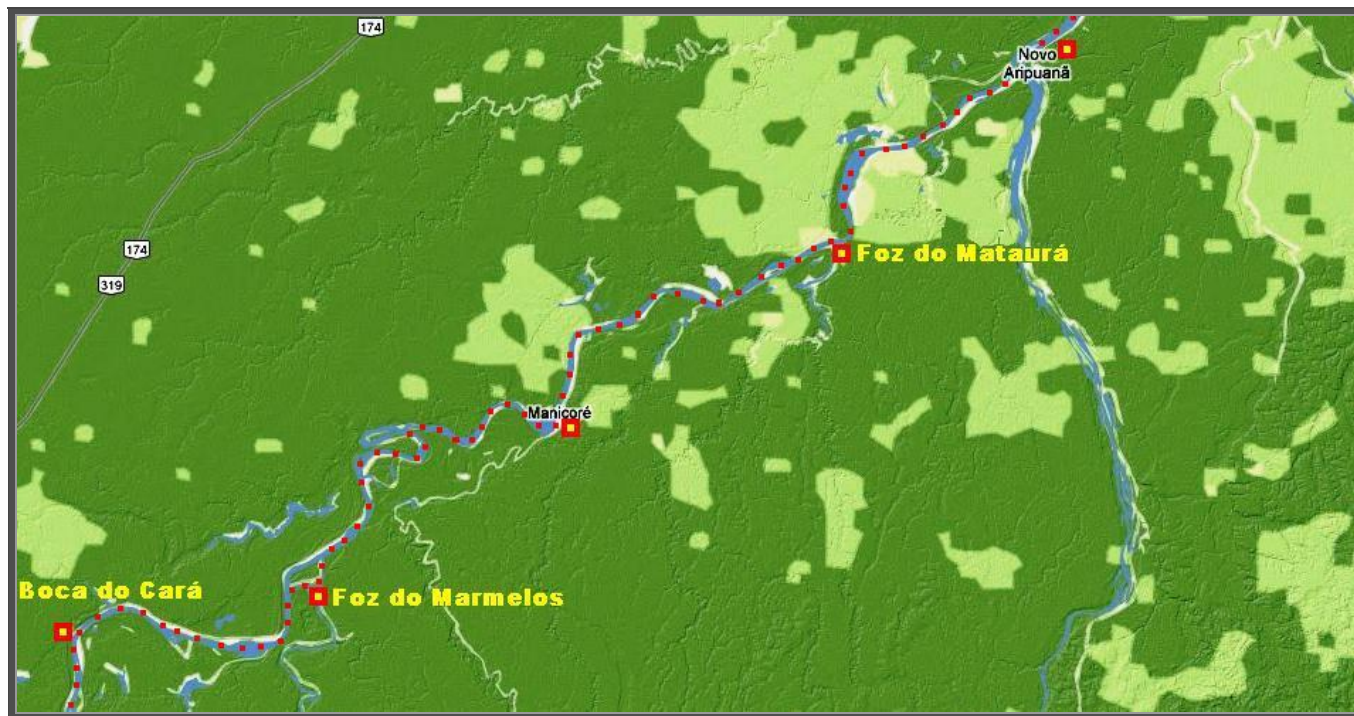 174
Novo
Aripuanã
174
Foz do Mataurá
319
Manicoré
Boca do Cará
Foz do Marmelos